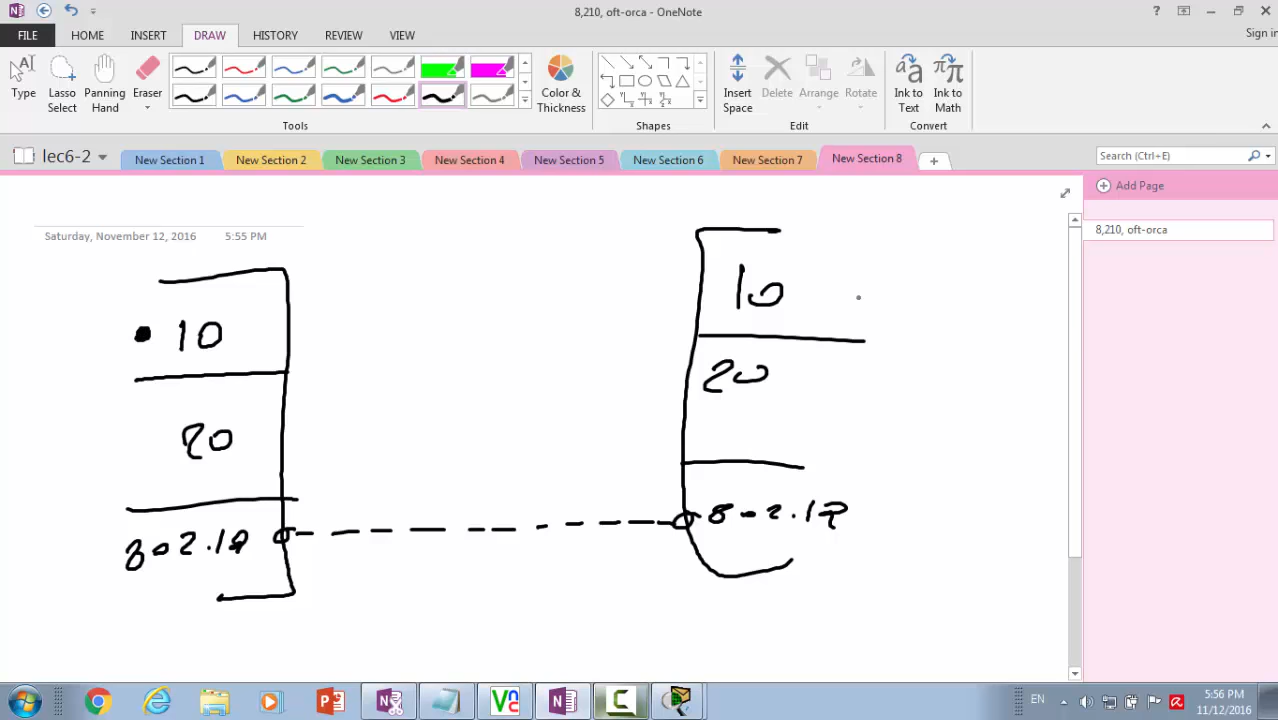 8,210, oft-orca - OneNote
Sign in
FILE HOME INSERT DRAW HISTORY REVIEW VIEW
Type
Lasso Select
Panning Hand
Eraser
Tools
Color & Thickness
Shapes
Insert Space
Delete
Arrange
Rotate
Edit
Ink to Text
Ink to Math
Convert
lec6-2 New Section 1 New Section 2 New Section 3 New Section 4 New Section 5 New Section 6 New Section 7 New Section 8
Search (Ctrl+E)
Add Page
8,210, oft-orca
Saturday, November 12, 2016 5:55 PM
10
20
802.1q
10
20
802.1q
EN
5:56 PM
11/12/2016